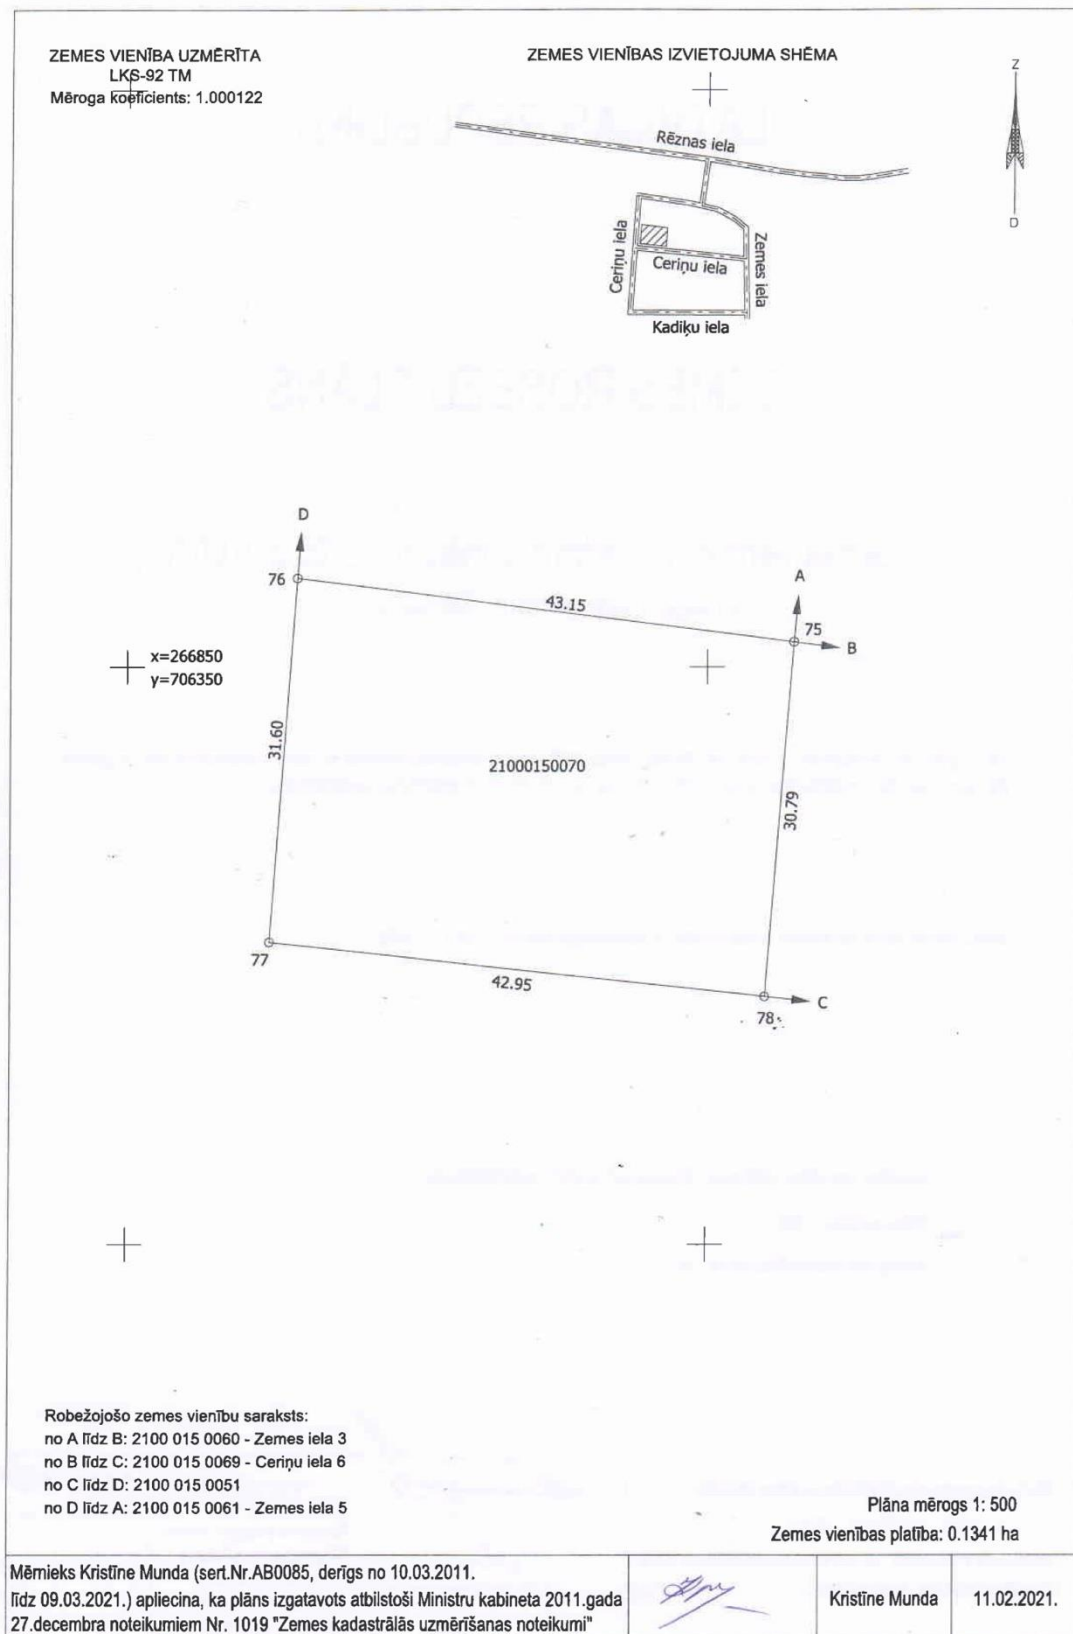 ZEMES VIENĪBA UZMĒRĪTA
LKS-92 TM
Mēroga koeficients: 1.000122
ZEMES VIENĪBAS IZVIETOJUMA SHĒMA
Z
D
Rēznas iela
Ceriņu iela
Ceriņu iela
Zemes iela
Kadiķu iela
D
76
43.15
A
75
B
x=266850
y=706350
31.60
21000150070
30.79
77
42.95
78
C
Robežojošo zemes vienību saraksts:
no A līdz B: 2100 015 0060 - Zemes iela 3
no B līdz C: 2100 015 0069 - Ceriņu iela 6
no C līdz D: 2100 015 0051
no D līdz A: 2100 015 0061 - Zemes iela 5
Plāna mērogs 1: 500
Zemes vienības platība: 0.1341 ha
Mērnieks Kristīne Munda (sert.Nr.AB0085, derīgs no 10.03.2011.
līdz 09.03.2021.) apliecina, ka plāns izgatavots atbilstoši Ministru kabineta 2011.gada
27.decembra noteikumiem Nr. 1019 "Zemes kadastrālās uzmērīšanas noteikumi"
Kristīne Munda
11.02.2021.